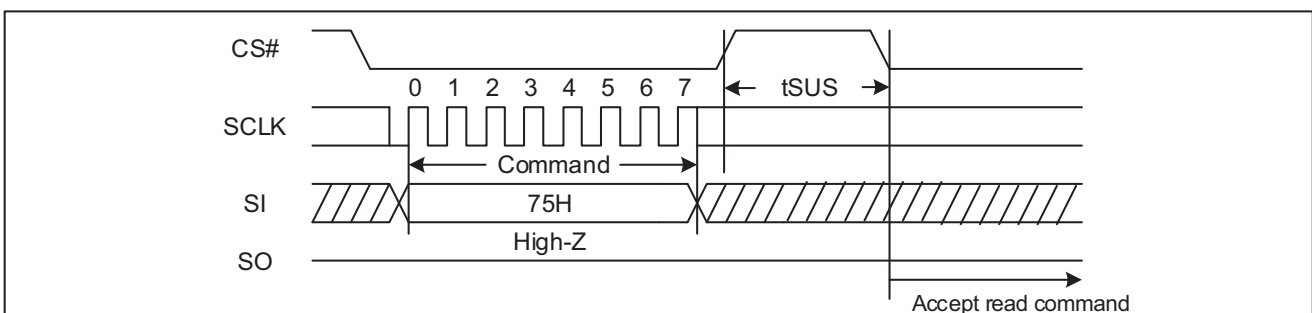 CS#
0 1 2 3 4 5 6 7
tSUS
SCLK
Command
SI
75H
High-Z
SO
Accept read command